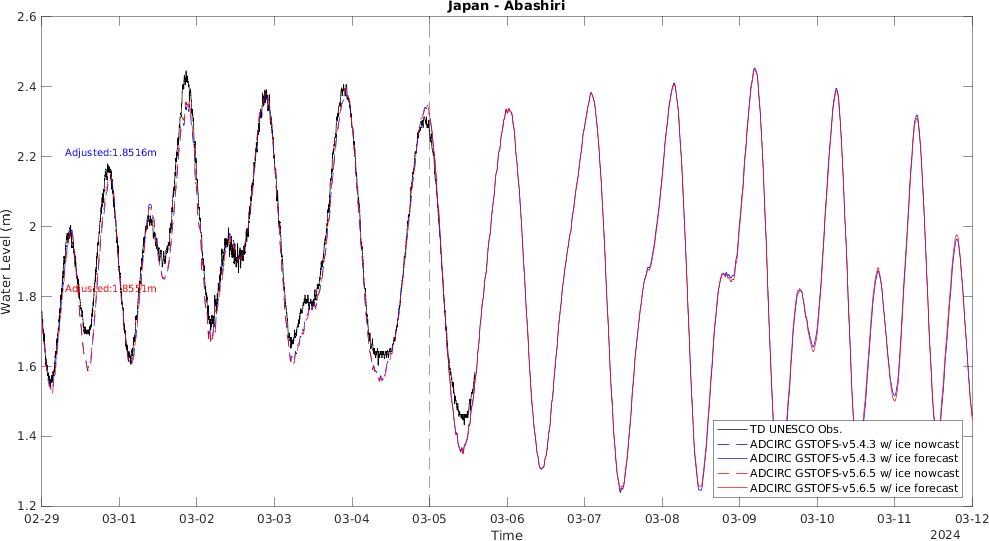 Japan - Abashiri
Water Level (m)
2.6
2.4
2.2
2
1.8
1.6
1.4
1.2
Adjusted:1.8516m
Adjusted:1.8551m
TD UNESCO Obs.
ADCIRC GSTOFS-v5.4.3 w/ ice nowcast
ADCIRC GSTOFS-v5.4.3 w/ ice forecast
ADCIRC GSTOFS-v5.6.5 w/ ice nowcast
ADCIRC GSTOFS-v5.6.5 w/ ice forecast
02-29 03-01 03-02 03-03 03-04 03-05 03-06 03-07 03-08 03-09 03-10 03-11 03-12
Time
2024